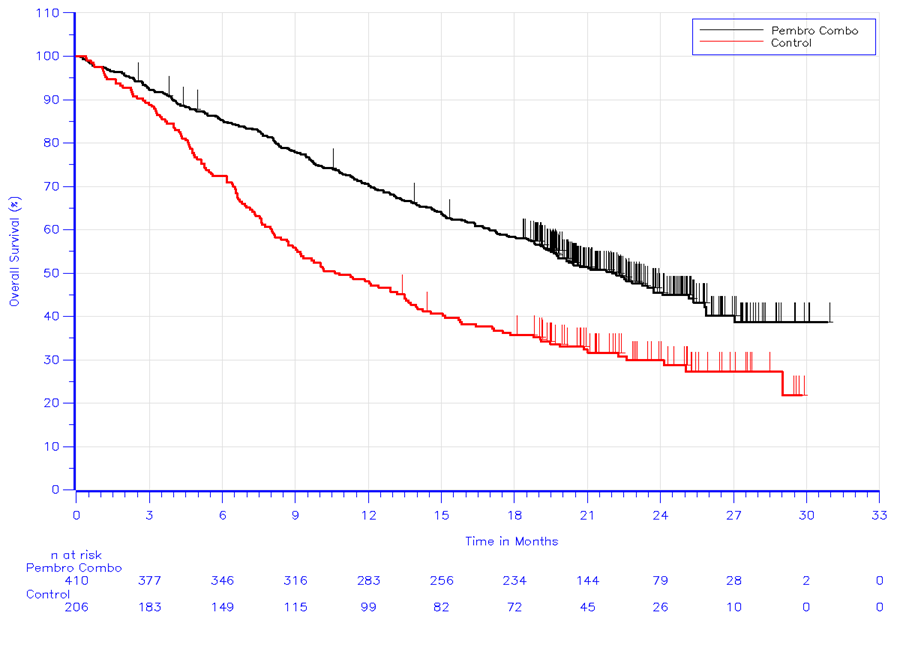 110
100
90
80
70
60
50
40
30
20
10
0
Overall Survival (%)
Pembro Combo
Control
0 3 6 9 12 15 18 21 24 27 30 33
Time in Months
n at risk
Pembro Combo
410 377 346 316 283 256 234 144 79 28 2 0
Control
206 183 149 115 99 82 72 45 26 10 0 0